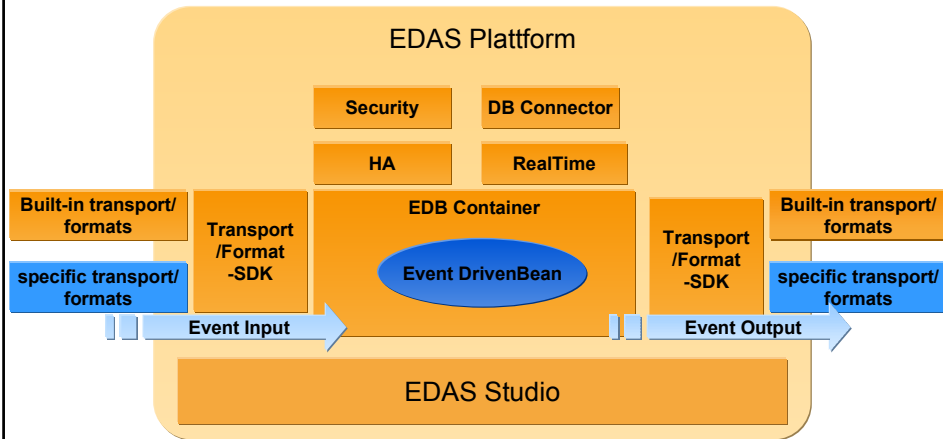 EDAS Plattform
Security
DB Connector
HA
RealTime
Built-in transport/
formats
specific transport/
formats
Transport
/Format
-SDK
EDB Container
Event DrivenBean
Transport
/Format
-SDK
Built-in transport/
formats
specific transport/
formats
Event Input
Event Output
EDAS Studio